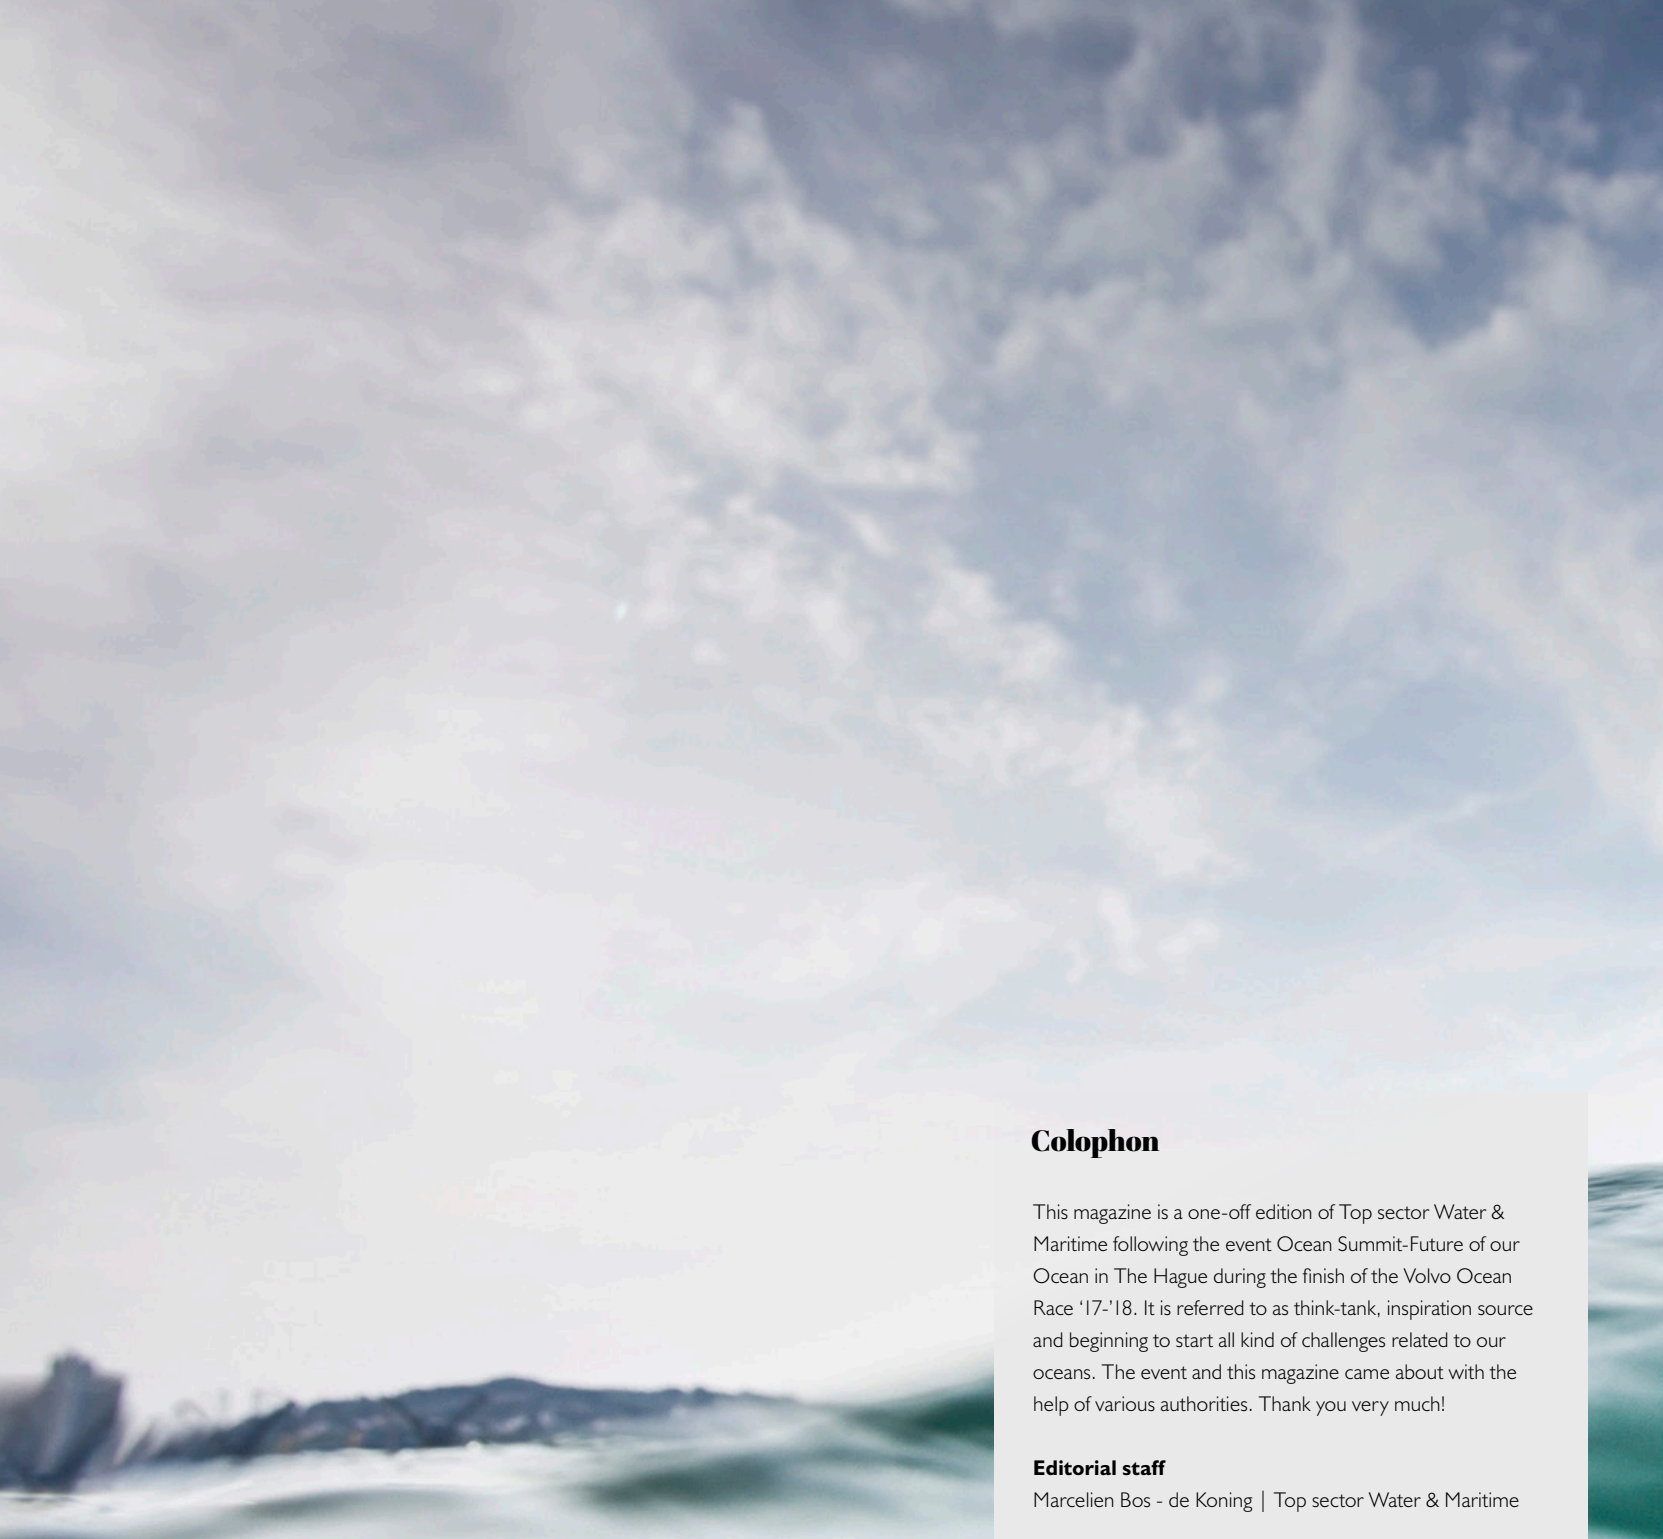 Colophon
This magazine is a one-off edition of Top sector Water &
Maritime following the event Ocean Summit-Future of our
Ocean in The Hague during the finish of the Volvo Ocean
Race ‘17-’18. It is referred to as think-tank, inspiration source
and beginning to start all kind of challenges related to our
oceans. The event and this magazine came about with the
help of various authorities. Thank you very much!
Editorial staff
Marcelien Bos - de Koning | Top sector Water & Maritime